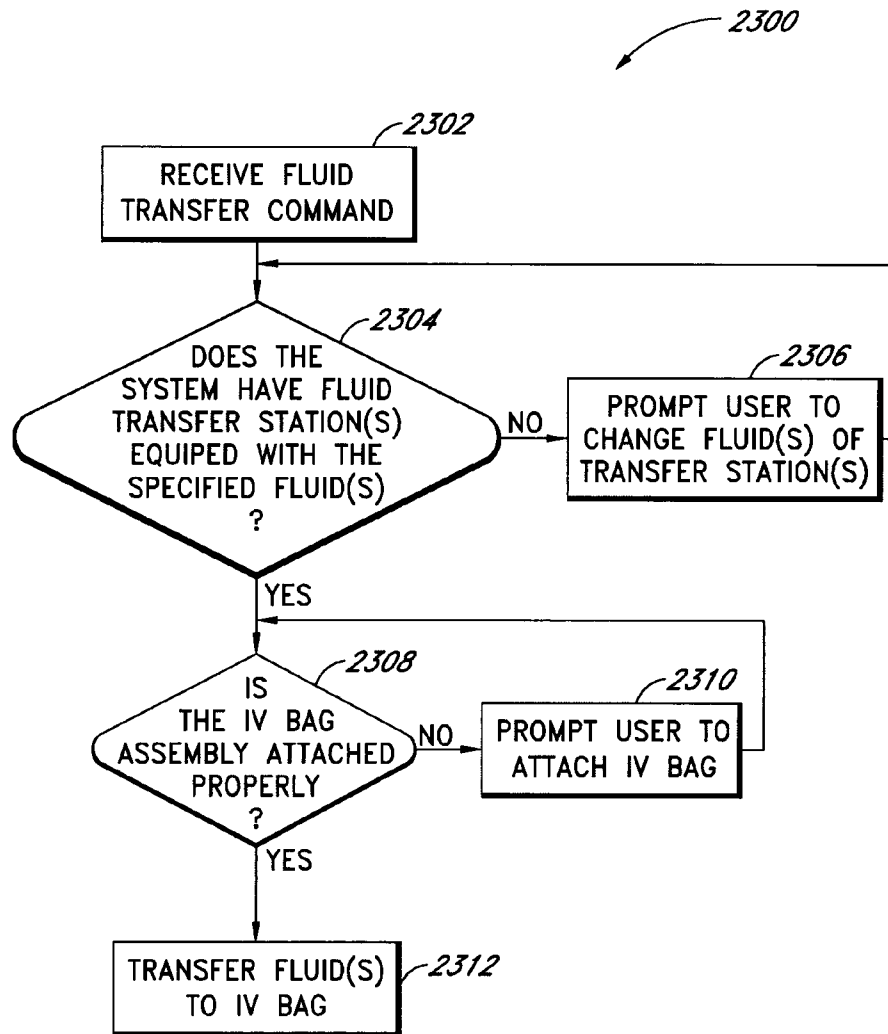 2300
2302
RECEIVE FLUID
TRANSFER COMMAND
2304
DOES THE
SYSTEM HAVE FLUID
TRANSFER STATION(S)
EQUIPED WITH THE
SPECIFIED FLUID(S)
?
NO
2306
PROMPT USER TO
CHANGE FLUID(S) OF
TRANSFER STATION(S)
YES
2308
IS
THE IV BAG
ASSEMBLY ATTACHED
PROPERLY
?
NO
2310
PROMPT USER TO
ATTACH IV BAG
YES
TRANSFER FLUID(S)
TO IV BAG
2312